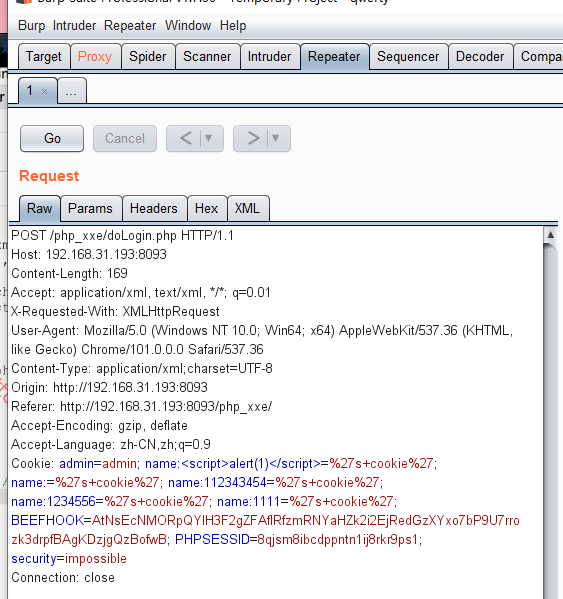 Burp Intruder Repeater Window Help
Target Proxy Spider Scanner Intruder Repeater Sequencer Decoder
1 × ...
Go Cancel < ▼ > ▼
Request
Raw Params Headers Hex XML
POST /php_xxe/doLogin.php HTTP/1.1
Host: 192.168.31.193:8093
Content-Length: 169
Accept: application/xml, text/xml, */*; q=0.01
X-Requested-With: XMLHttpRequest
User-Agent: Mozilla/5.0 (Windows NT 10.0; Win64; x64) AppleWebKit/537.36 (KHTML,
like Gecko) Chrome/101.0.0.0 Safari/537.36
Content-Type: application/xml;charset=UTF-8
Origin: http://192.168.31.193:8093
Referer: http://192.168.31.193:8093/php_xxe/
Accept-Encoding: gzip, deflate
Accept-Language: zh-CN,zh;q=0.9
Cookie: admin=admin; name:<script>alert(1)</script>=%27s+cookie%27;
name:=%27s+cookie%27; name:112343454=%27s+cookie%27;
name:1234556=%27s+cookie%27; name:1111=%27s+cookie%27;
BEEFHOOK=AtNsEcNMORpQYIH3F2gZFAflRfzmRNYaHZk2i2EjRedGzXYxo7bP9U7rro
zk3drpfBAgKDzjgQzBofwB; PHPSESSID=8qjsm8ibcdppntn1ij8rkr9ps1;
security=impossible
Connection: close